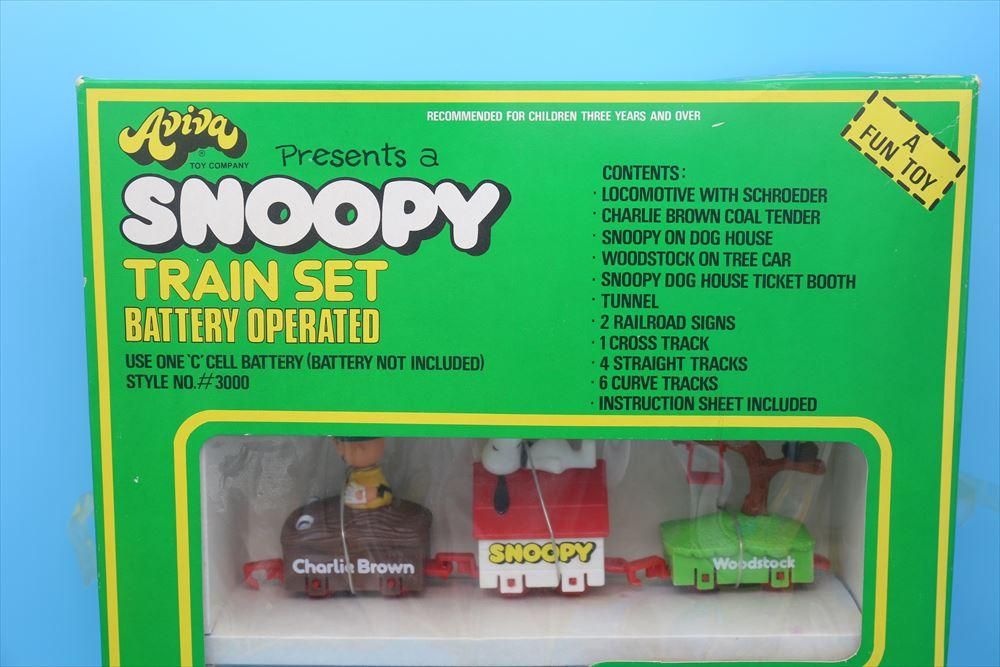 Aviva
®
TOY COMPANY
RECOMMENDED FOR CHILDREN THREE YEARS AND OVER
A
FUN TOY
Presents a
SNOOPY
TRAIN SET
BATTERY OPERATED
USE ONE 'C' CELL BATTERY (BATTERY NOT INCLUDED)
STYLE NO.#3000
CONTENTS:
· LOCOMOTIVE WITH SCHROEDER
· CHARLIE BROWN COAL TENDER
· SNOOPY ON DOG HOUSE
· WOODSTOCK ON TREE CAR
· SNOOPY DOG HOUSE TICKET BOOTH
· TUNNEL
· 2 RAILROAD SIGNS
· 1 CROSS TRACK
· 4 STRAIGHT TRACKS
· 6 CURVE TRACKS
· INSTRUCTION SHEET INCLUDED
Charlie Brown
SNOOPY
Woodstock